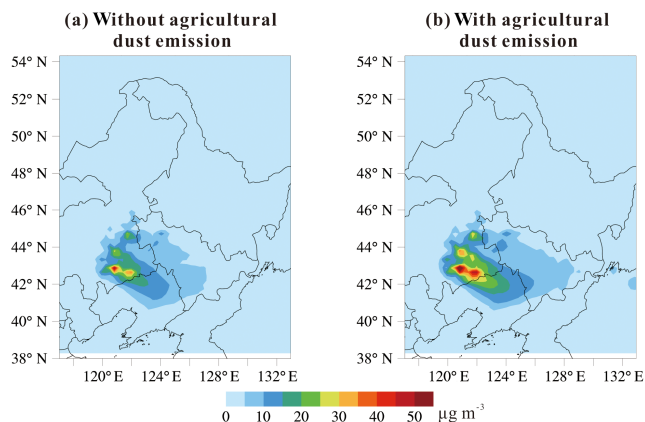 (a) Without agricultural
dust emission
(b) With agricultural
dust emission
54° N
52° N
50° N
48° N
46° N
44° N
42° N
40° N
38° N
120° E
124° E
128° E
132° E
54° N
52° N
50° N
48° N
46° N
44° N
42° N
40° N
38° N
120° E
124° E
128° E
132° E
0 10 20 30 40 50 μg m⁻³